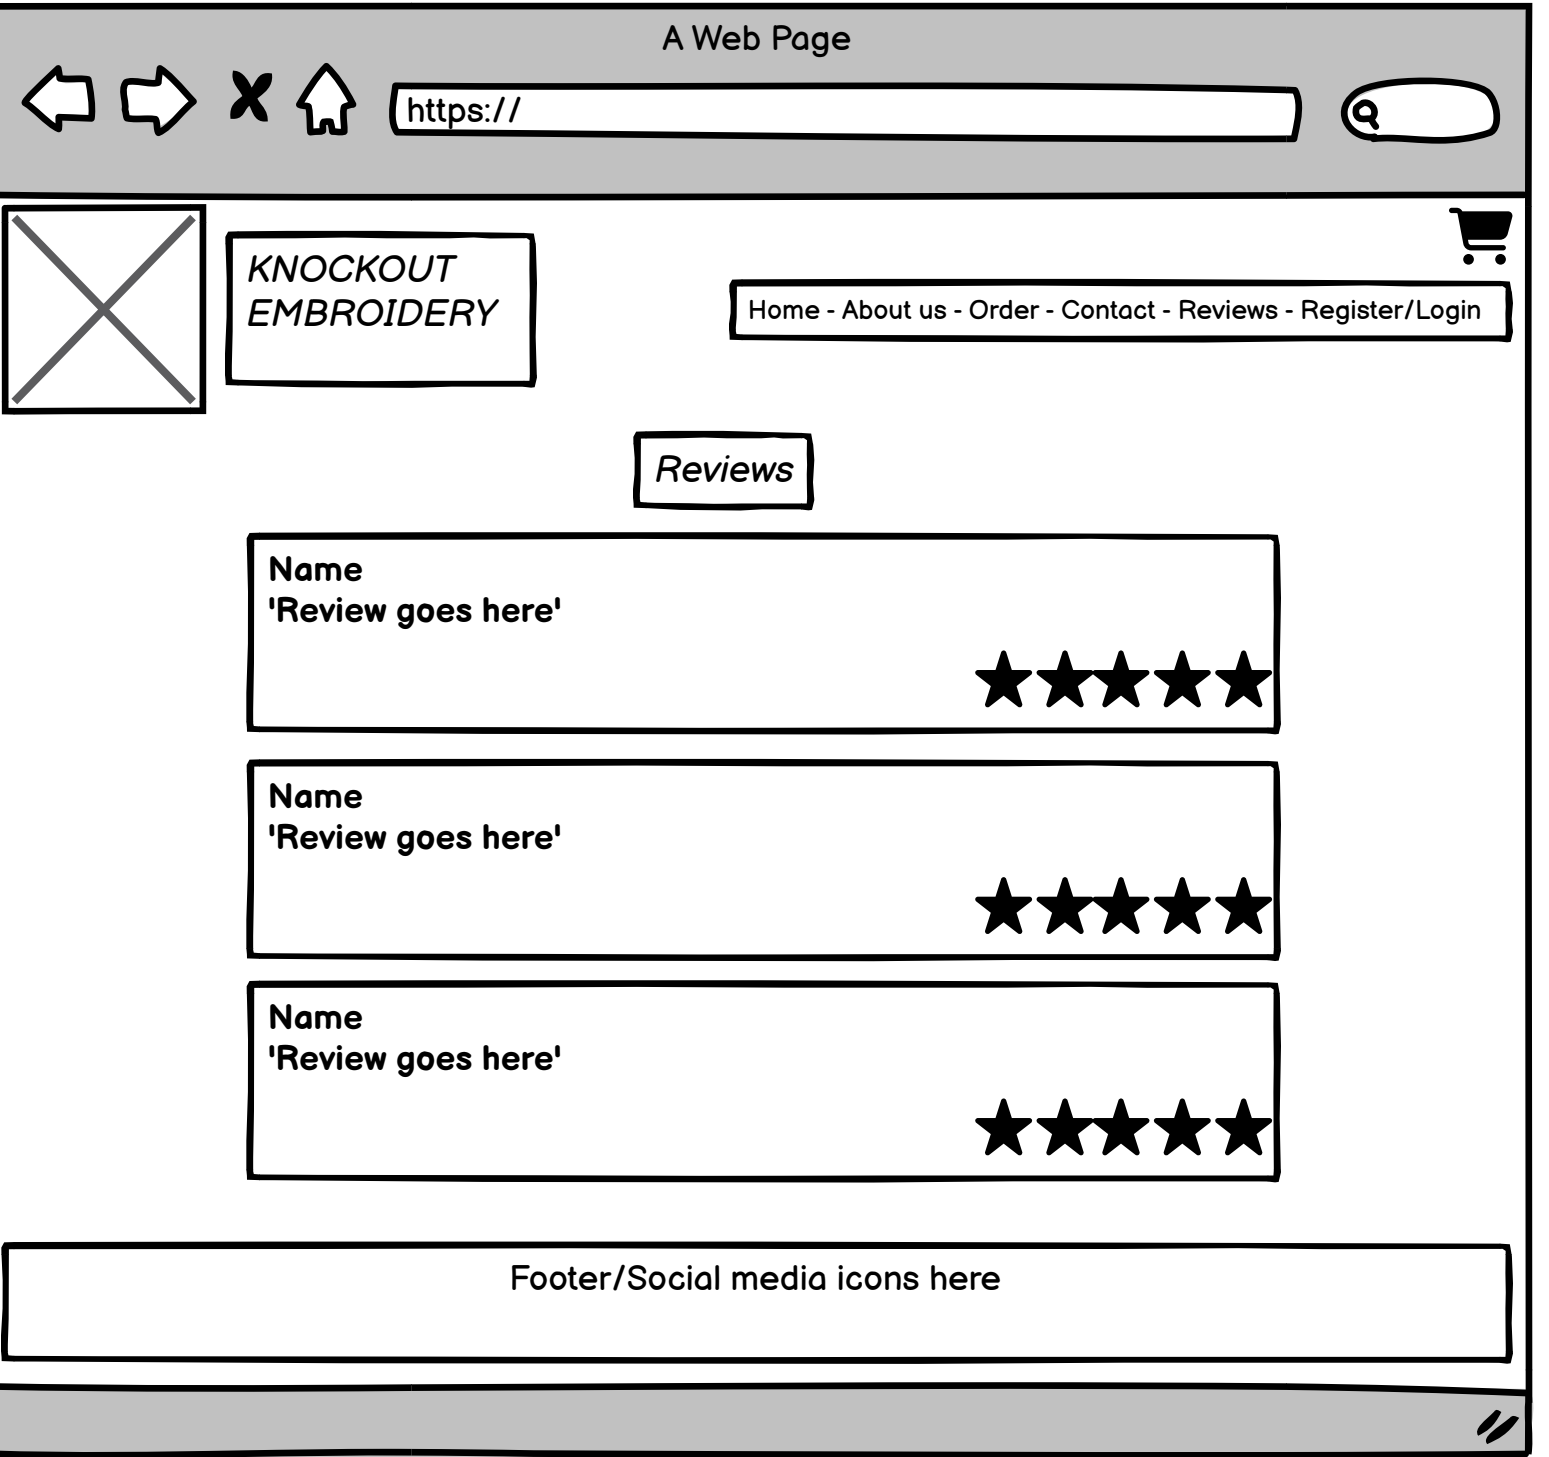 A Web Page
https://
KNOCKOUT
EMBROIDERY
Home - About us - Order - Contact - Reviews - Register/Login
Reviews
Name
'Review goes here'
Name
'Review goes here'
Name
'Review goes here'
Footer/Social media icons here